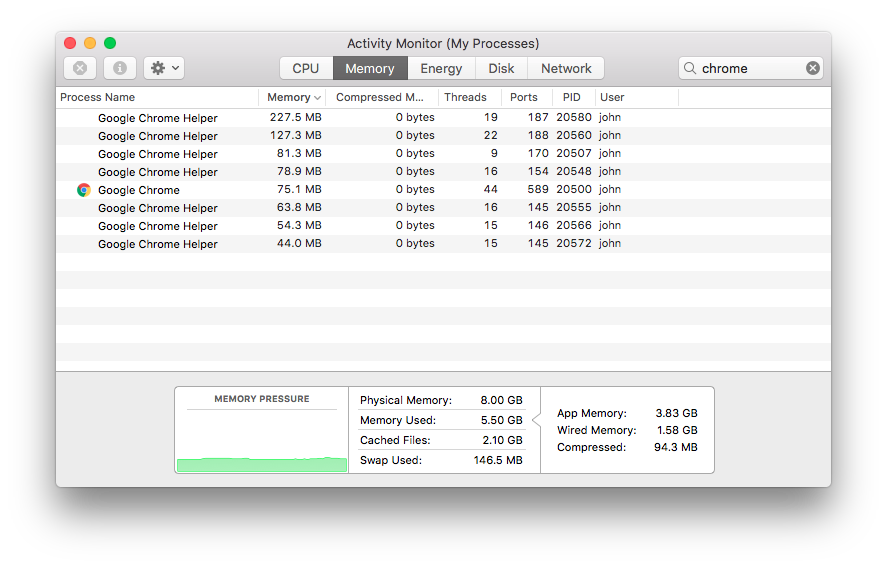 Activity Monitor (My Processes)
CPU Memory Energy Disk Network chrome
Process Name Memory Compressed M... Threads Ports PID User
Google Chrome Helper 227.5 MB 0 bytes 19 187 20580 john
Google Chrome Helper 127.3 MB 0 bytes 22 188 20560 john
Google Chrome Helper 81.3 MB 0 bytes 9 170 20507 john
Google Chrome Helper 78.9 MB 0 bytes 16 154 20548 john
Google Chrome 75.1 MB 0 bytes 44 589 20500 john
Google Chrome Helper 63.8 MB 0 bytes 16 145 20555 john
Google Chrome Helper 54.3 MB 0 bytes 15 146 20566 john
Google Chrome Helper 44.0 MB 0 bytes 15 145 20572 john
MEMORY PRESSURE
Physical Memory: 8.00 GB
Memory Used: 5.50 GB
Cached Files: 2.10 GB
Swap Used: 146.5 MB
App Memory: 3.83 GB
Wired Memory: 1.58 GB
Compressed: 94.3 MB